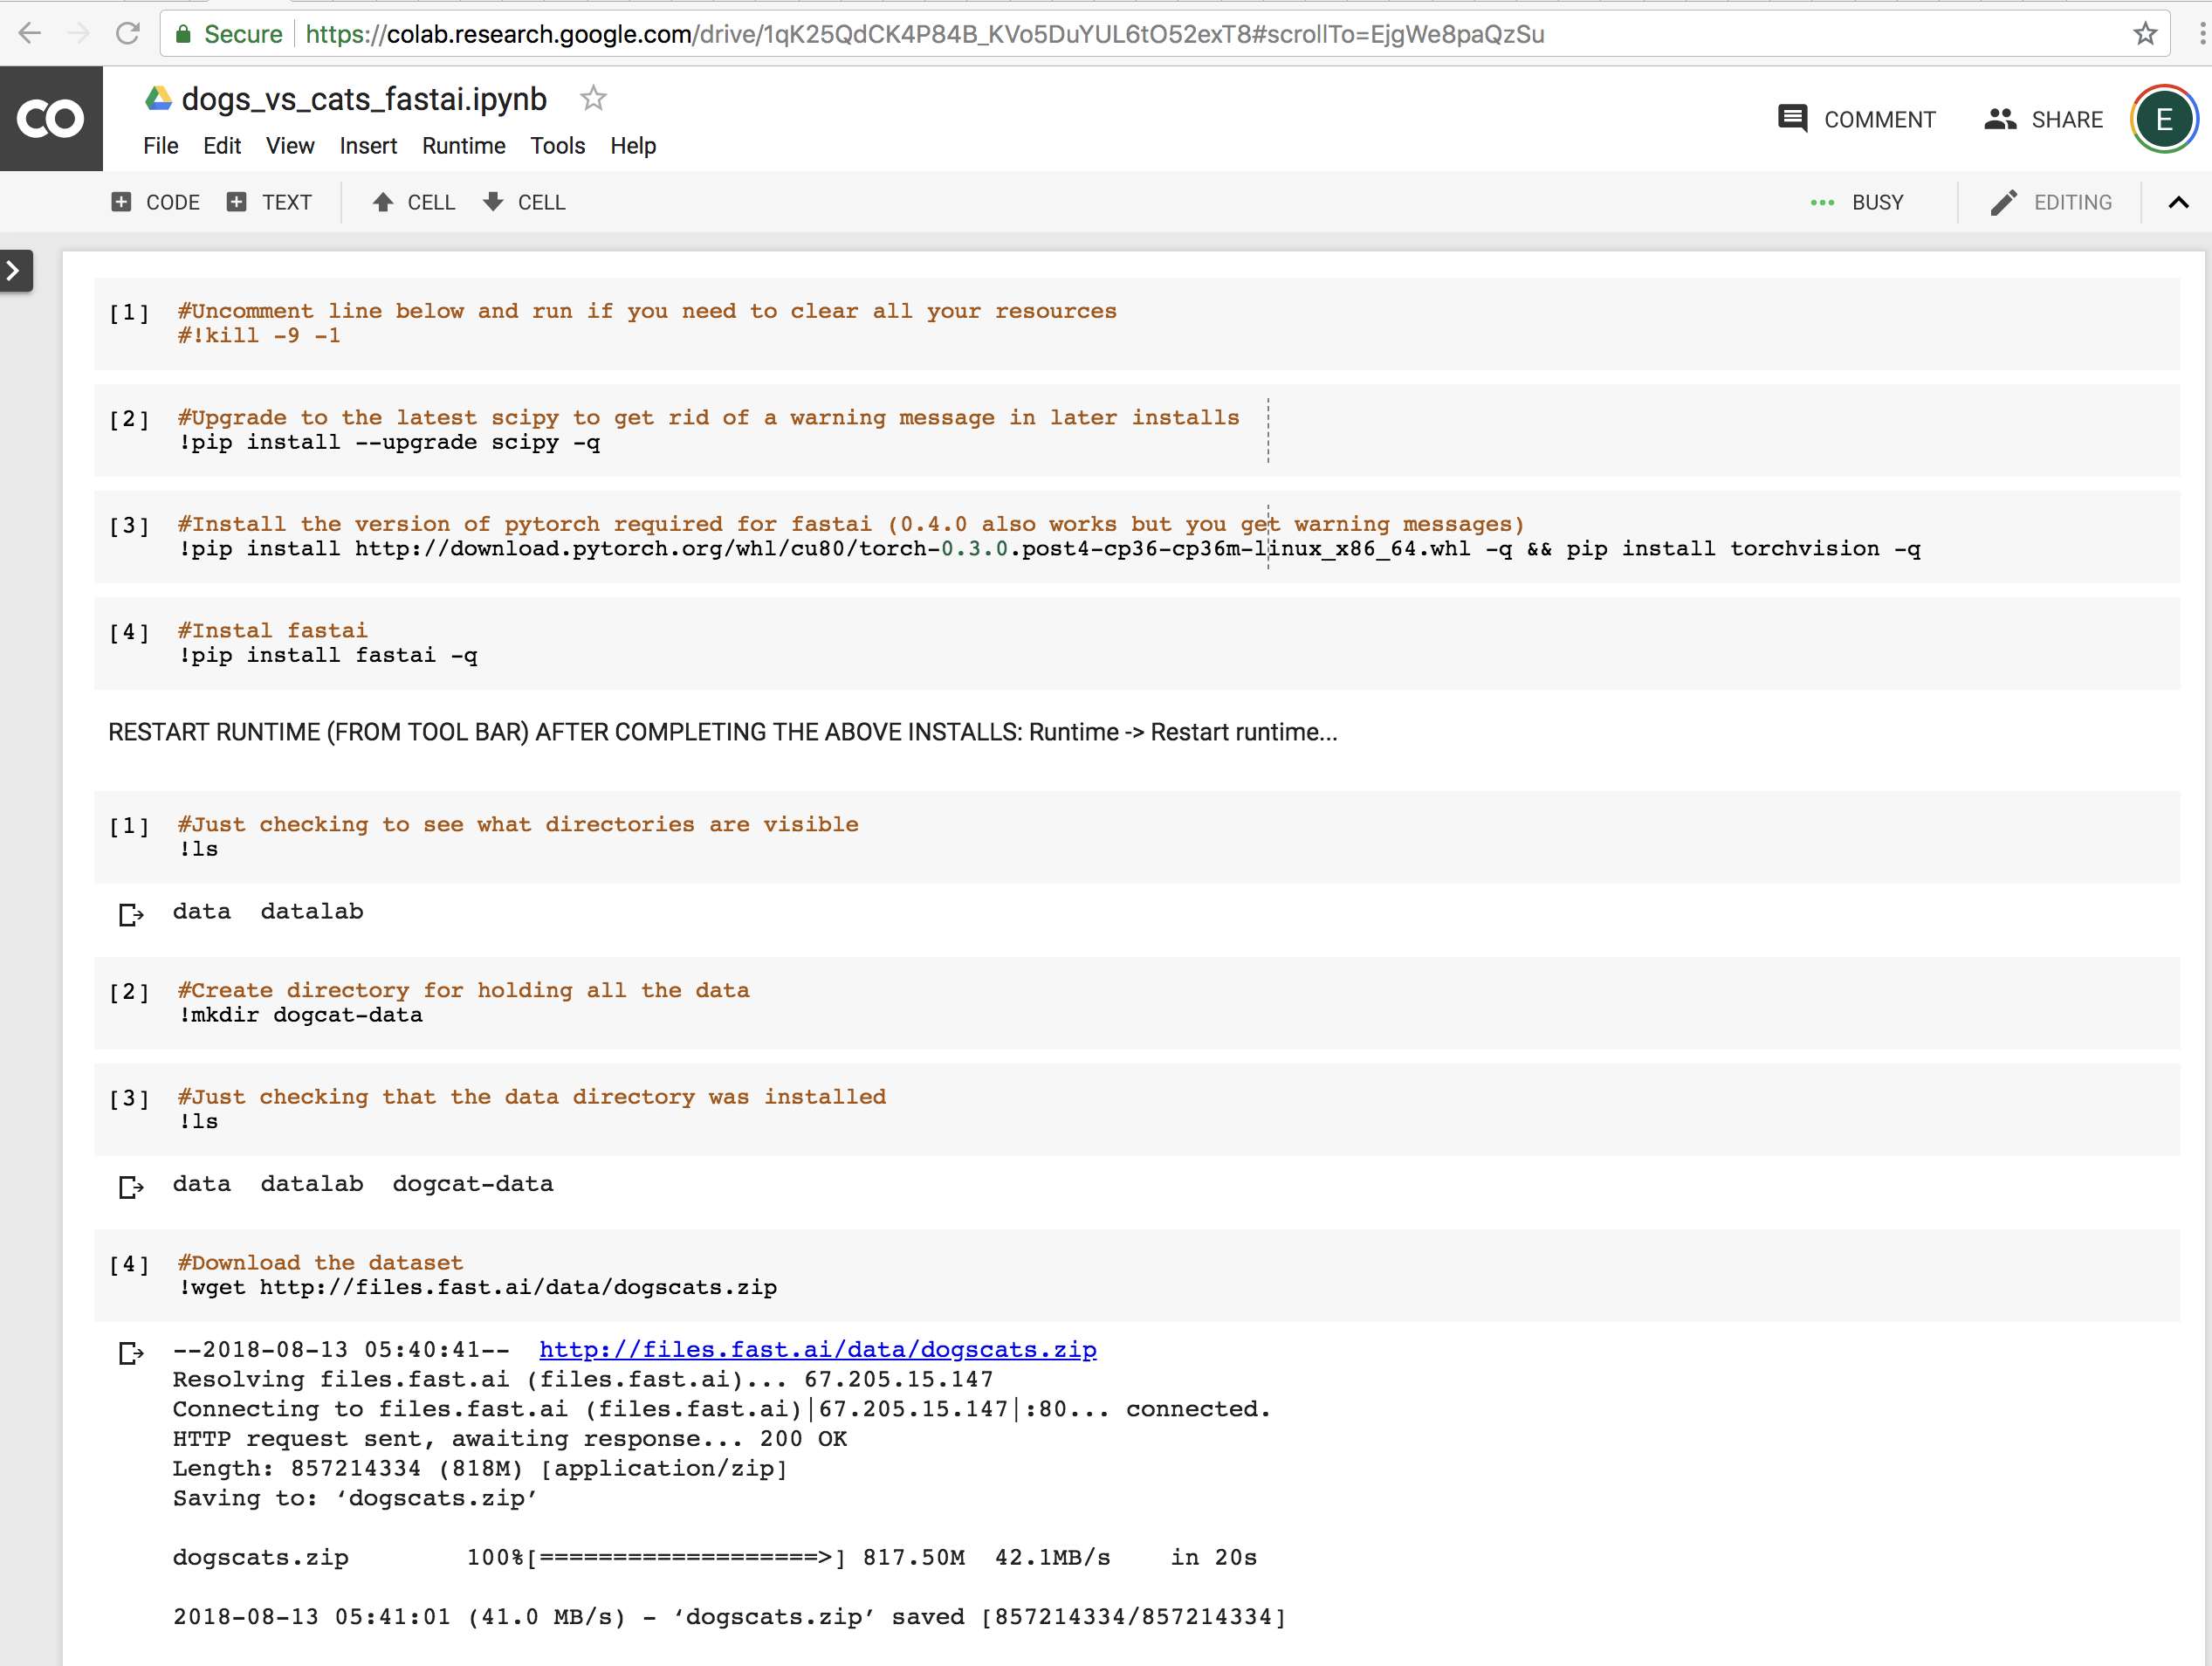 Secure https://colab.research.google.com/drive/1qK25QdCK4P84B_KVo5DuYUL6tO52exT8#scrollTo=EjgWe8paQzSu
CO dogs_vs_cats_fastai.ipynb
COMMENT SHARE E
File Edit View Insert Runtime Tools Help
CODE TEXT CELL CELL BUSY EDITING
[1] #Uncomment line below and run if you need to clear all your resources
#!kill -9 -1
[2] #Upgrade to the latest scipy to get rid of a warning message in later installs
!pip install --upgrade scipy -q
[3] #Install the version of pytorch required for fastai (0.4.0 also works but you get warning messages)
!pip install http://download.pytorch.org/whl/cu80/torch-0.3.0.post4-cp36-cp36m-linux_x86_64.whl -q && pip install torchvision -q
[4] #Instal fastai
!pip install fastai -q
RESTART RUNTIME (FROM TOOL BAR) AFTER COMPLETING THE ABOVE INSTALLS: Runtime -> Restart runtime...
[1] #Just checking to see what directories are visible
!ls
data datalab
[2] #Create directory for holding all the data
!mkdir dogcat-data
[3] #Just checking that the data directory was installed
!ls
data datalab dogcat-data
[4] #Download the dataset
!wget http://files.fast.ai/data/dogscats.zip
--2018-08-13 05:40:41-- http://files.fast.ai/data/dogscats.zip
Resolving files.fast.ai (files.fast.ai)... 67.205.15.147
Connecting to files.fast.ai (files.fast.ai)|67.205.15.147|:80... connected.
HTTP request sent, awaiting response... 200 OK
Length: 857214334 (818M) [application/zip]
Saving to: ‘dogscats.zip’
dogscats.zip 100%[===================>] 817.50M 42.1MB/s in 20s
2018-08-13 05:41:01 (41.0 MB/s) - ‘dogscats.zip’ saved [857214334/857214334]